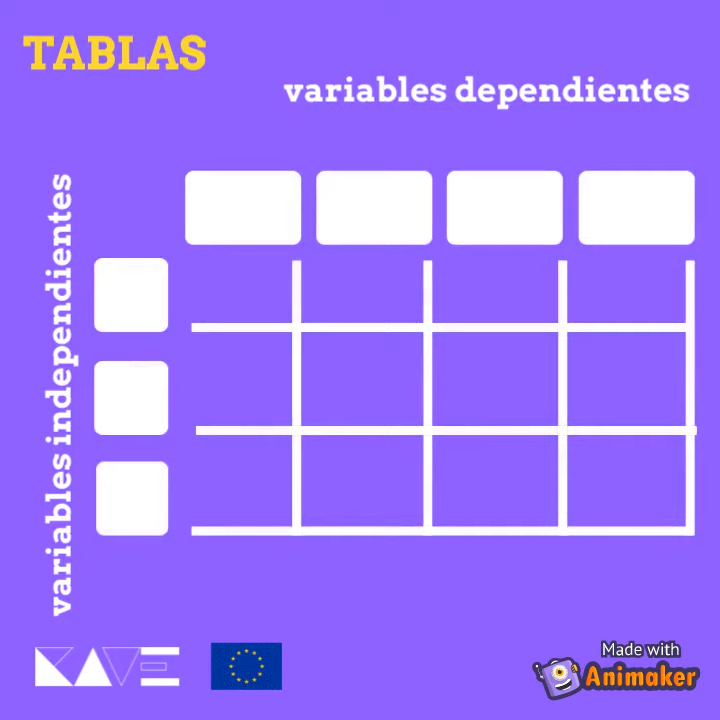 TABLAS
variables dependientes
variables independientes
KAVE
Made with
Animaker